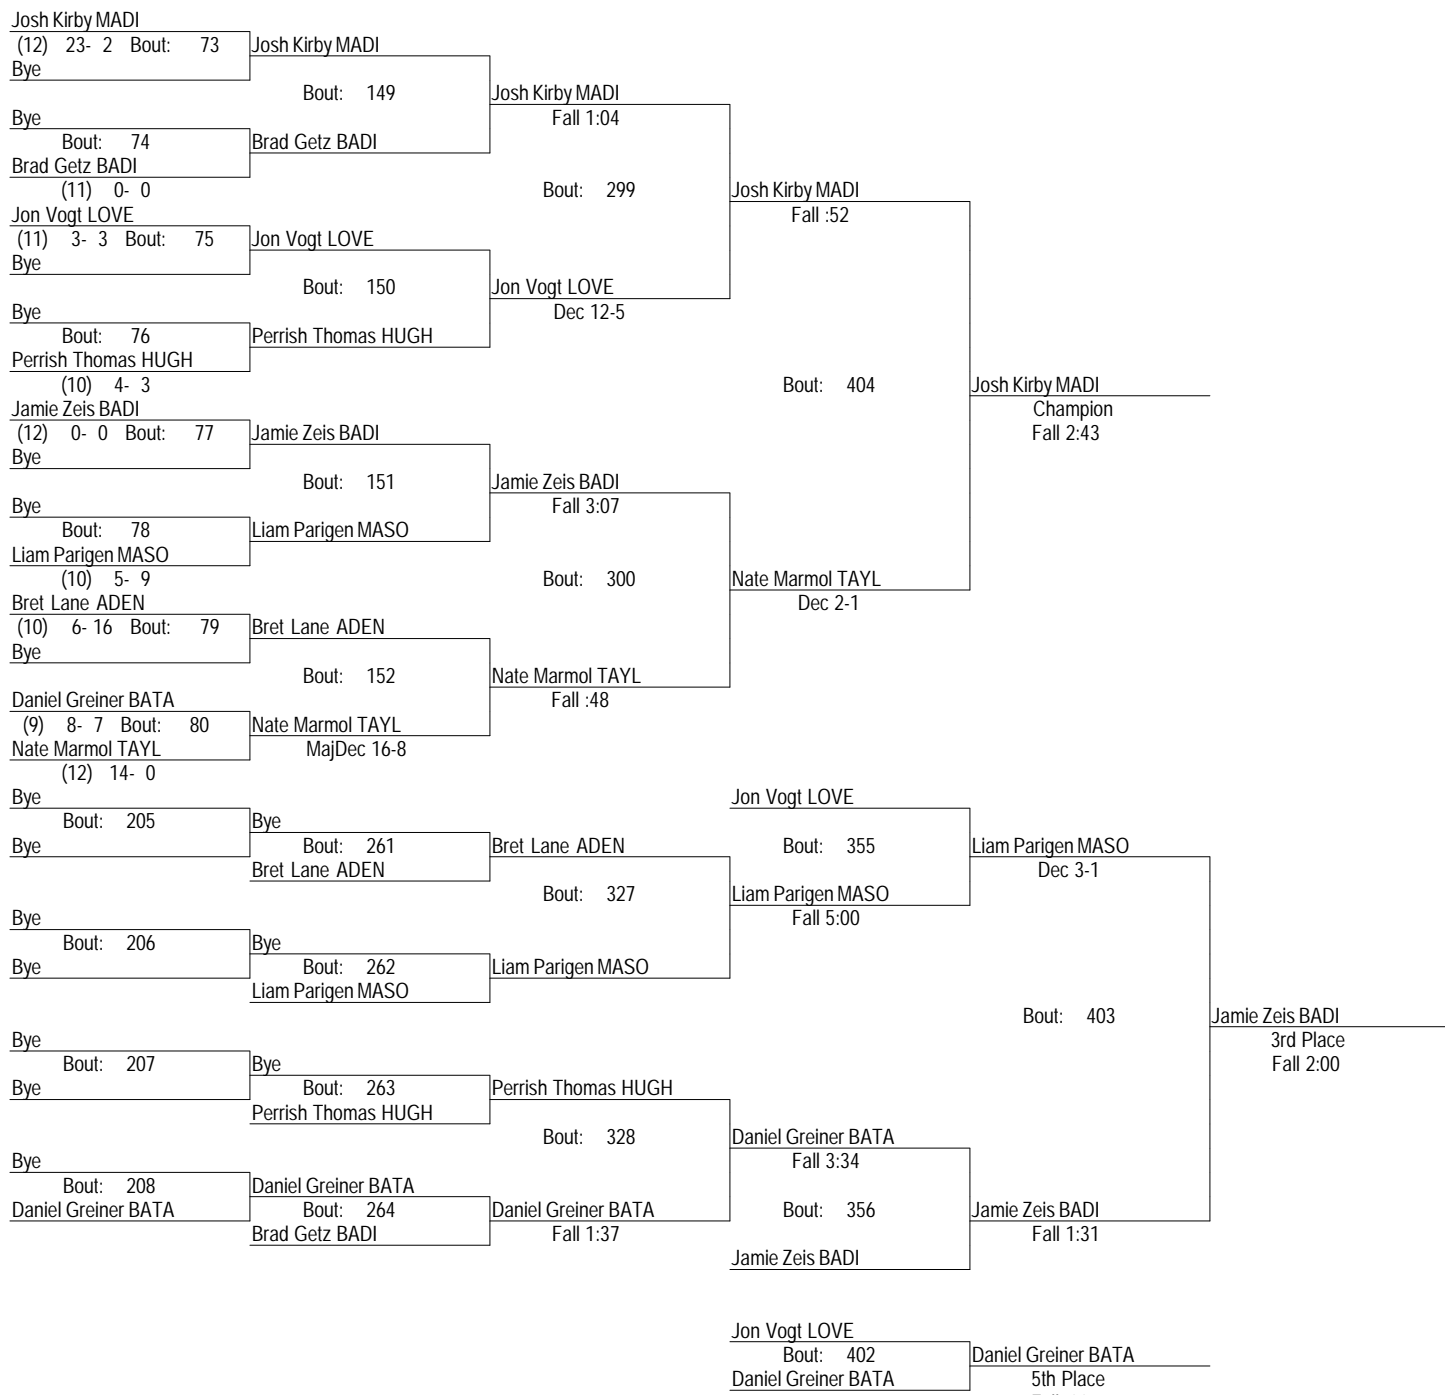 Josh Kirby MADI
(12) 23- 2 Bout: 73 Josh Kirby MADI
Bye
Bout: 149 Josh Kirby MADI
Bye Fall 1:04
Bout: 74 Brad Getz BADI
Brad Getz BADI
(11) 0- 0 Bout: 299 Josh Kirby MADI
Jon Vogt LOVE Fall :52
(11) 3- 3 Bout: 75 Jon Vogt LOVE
Bye
Bout: 150 Jon Vogt LOVE
Bye Dec 12-5
Bout: 76 Perrish Thomas HUGH
Perrish Thomas HUGH
(10) 4- 3 Bout: 404 Josh Kirby MADI
Jamie Zeis BADI Champion
(12) 0- 0 Bout: 77 Jamie Zeis BADI Fall 2:43
Bye
Bout: 151 Jamie Zeis BADI
Bye Fall 3:07
Bout: 78 Liam Parigen MASO
Liam Parigen MASO
(10) 5- 9 Bout: 300 Nate Marmol TAYL
Bret Lane ADEN Dec 2-1
(10) 6- 16 Bout: 79 Bret Lane ADEN
Bye
Bout: 152 Nate Marmol TAYL
Daniel Greiner BATA Fall :48
(9) 8- 7 Bout: 80 Nate Marmol TAYL
Nate Marmol TAYL MajDec 16-8
(12) 14- 0
Bye Jon Vogt LOVE
Bout: 205 Bye
Bye Bout: 261 Bret Lane ADEN Bout: 355 Liam Parigen MASO
Bret Lane ADEN Dec 3-1
Bout: 327 Liam Parigen MASO
Bye Fall 5:00
Bout: 206 Bye
Bye Bout: 262 Liam Parigen MASO
Liam Parigen MASO
Bout: 403 Jamie Zeis BADI
Bye 3rd Place
Bout: 207 Bye Fall 2:00
Bye Bout: 263 Perrish Thomas HUGH
Perrish Thomas HUGH
Bout: 328 Daniel Greiner BATA
Bye Fall 3:34
Bout: 208 Daniel Greiner BATA
Daniel Greiner BATA Bout: 264 Daniel Greiner BATA Bout: 356 Jamie Zeis BADI
Brad Getz BADI Fall 1:37 Fall 1:31
Jamie Zeis BADI
Jon Vogt LOVE
Bout: 402 Daniel Greiner BATA
Daniel Greiner BATA 5th Place